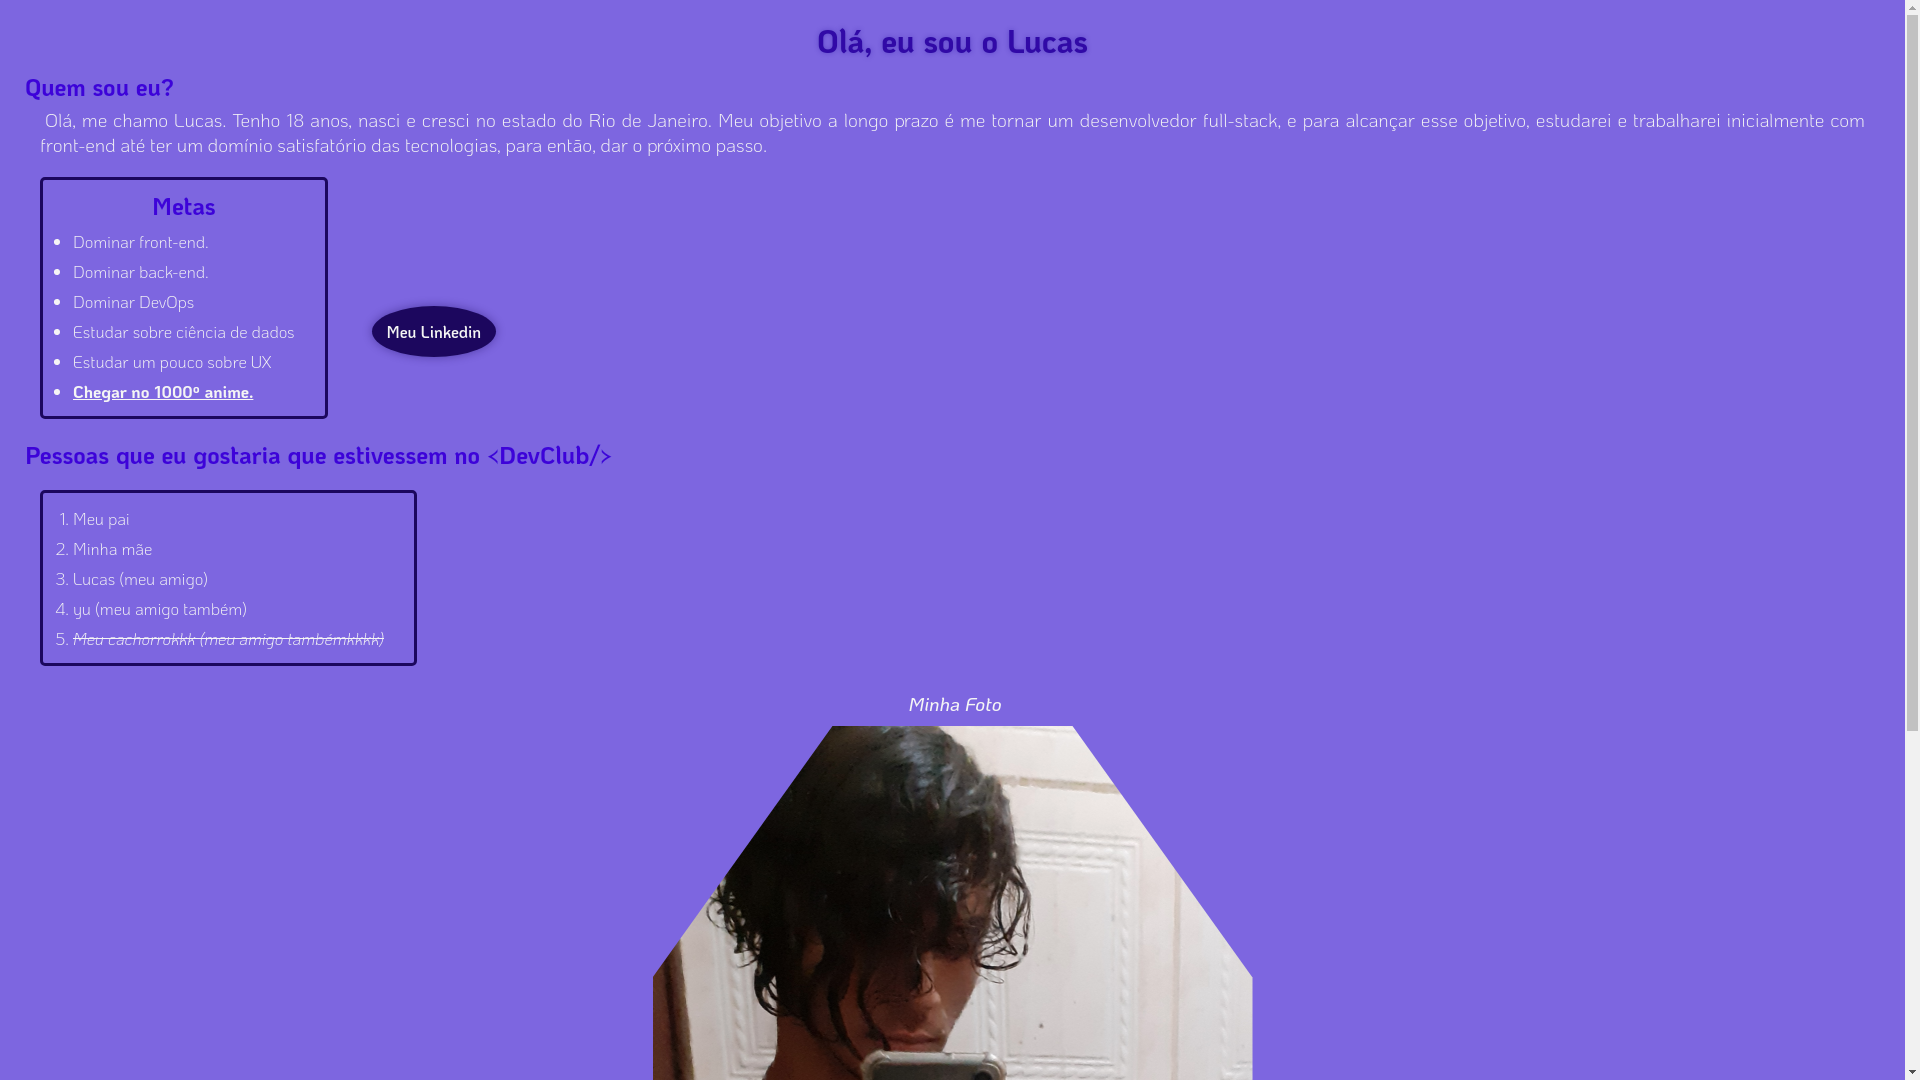 Olá, eu sou o Lucas
Quem sou eu?
Olá, me chamo Lucas. Tenho 18 anos, nasci e cresci no estado do Rio de Janeiro. Meu objetivo a longo prazo é me tornar um desenvolvedor full-stack, e para alcançar esse objetivo, estudarei e trabalharei inicialmente com
front-end até ter um domínio satisfatório das tecnologias, para então, dar o próximo passo.
Metas
Dominar front-end.
Dominar back-end.
Dominar DevOps
Estudar sobre ciência de dados
Estudar um pouco sobre UX
Chegar no 1000º anime.
Meu Linkedin
Pessoas que eu gostaria que estivessem no <DevClub/>
1. Meu pai
2. Minha mãe
3. Lucas (meu amigo)
4. yu (meu amigo também)
5. Meu cachorrokkk (meu amigo tambémkkkk)
Minha Foto